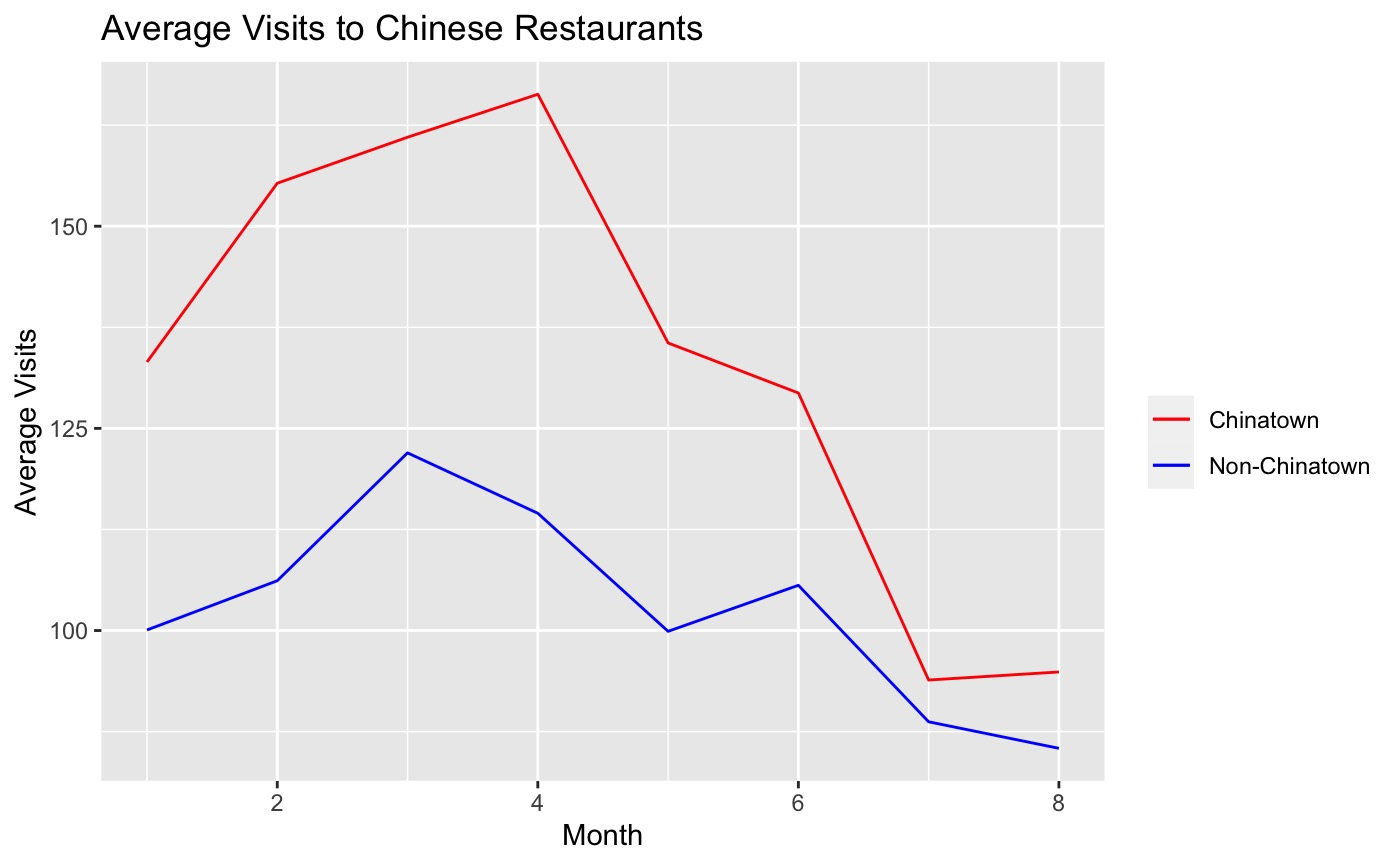 Average Visits to Chinese Restaurants
Average Visits
150
125
100
2
4
6
8
Month
Chinatown
Non-Chinatown